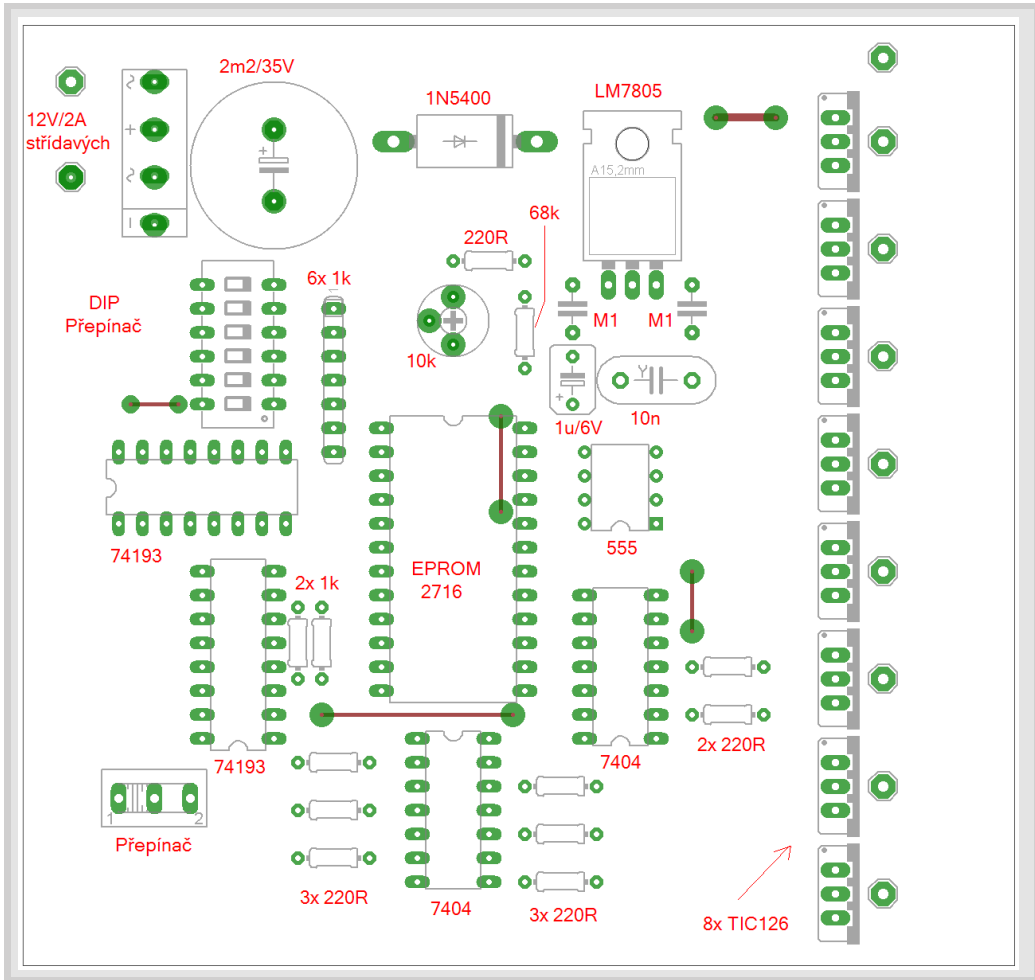 2m2/35V
1N5400
LM7805
12V/2A
střídavých
A15,2mm
68k
220R
6x 1k
DIP
Přepínač
M1
M1
10k
1u/6V
10n
74193
555
EPROM
2716
2x 1k
2x 220R
74193
7404
1
2
Přepínač
3x 220R
7404
3x 220R
8x TIC126